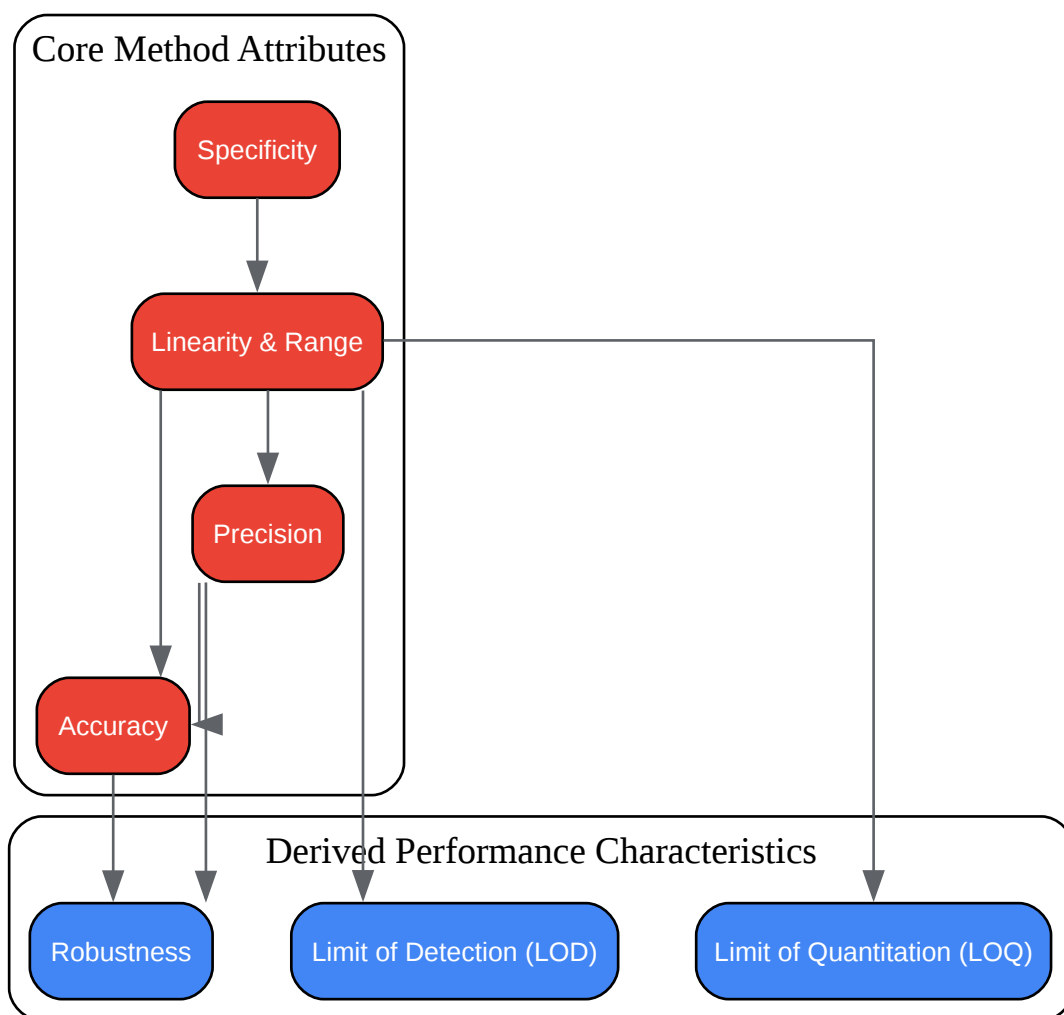 Core Method Attributes
Specificity
Linearity & Range
Precision
Accuracy
Derived Performance Characteristics
Robustness
Limit of Detection (LOD)
Limit of Quantitation (LOQ)